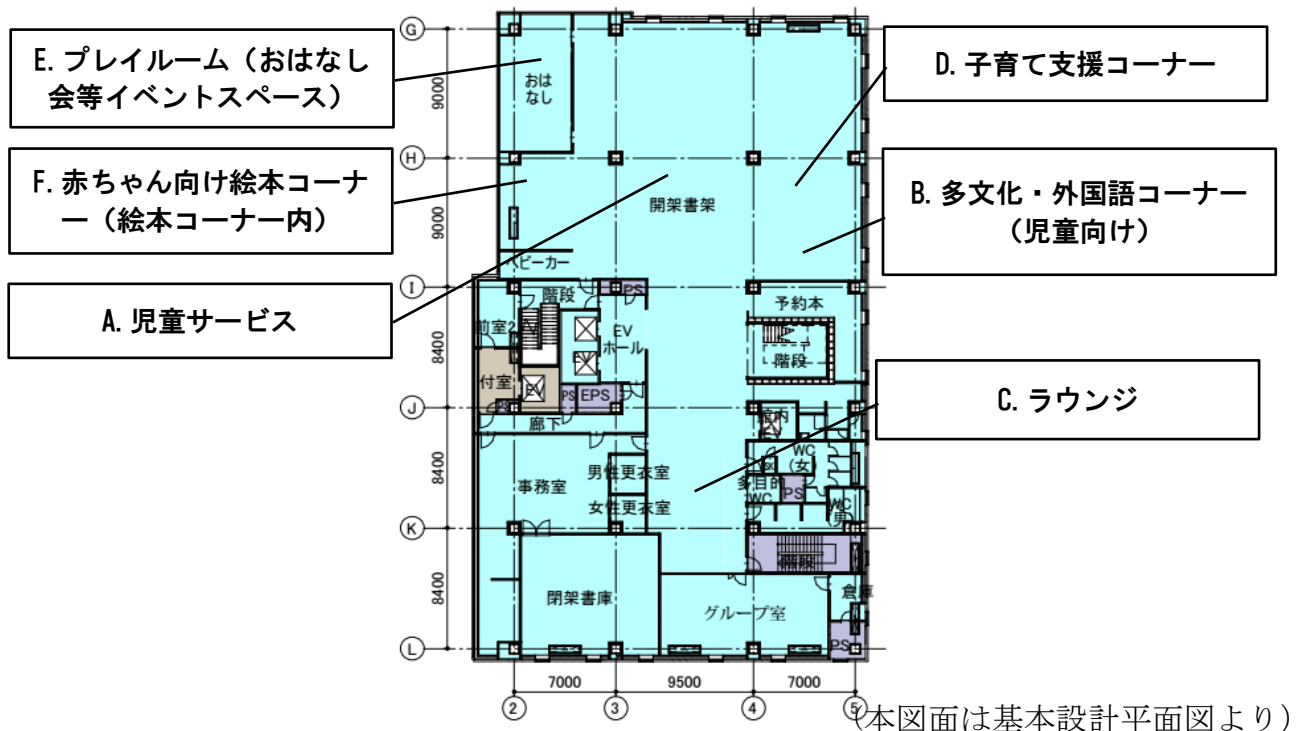 E. プレイルーム（おはなし
会等イベントスペース）
F. 赤ちゃん向け絵本コーナ
ー（絵本コーナー内）
A. 児童サービス
D. 子育て支援コーナー
B. 多文化・外国語コーナー
（児童向け）
C. ラウンジ
G
H
I
J
K
L
9000
9000
8400
8400
8400
おは
なし
開架書架
ベビーカー
階段
PS
予約本
前室2
EV
ホール
EV
階段
付室
EV
PS
EPS
PS
廊下
館内
EV
WC
(女)
男性更衣室
事務室
多目的
WC
PS
女性更衣室
WC
(男)
階段
閉架書庫
グループ室
倉庫
PS
7000
9500
7000
2
3
4
5
(本図面は基本設計平面図より)